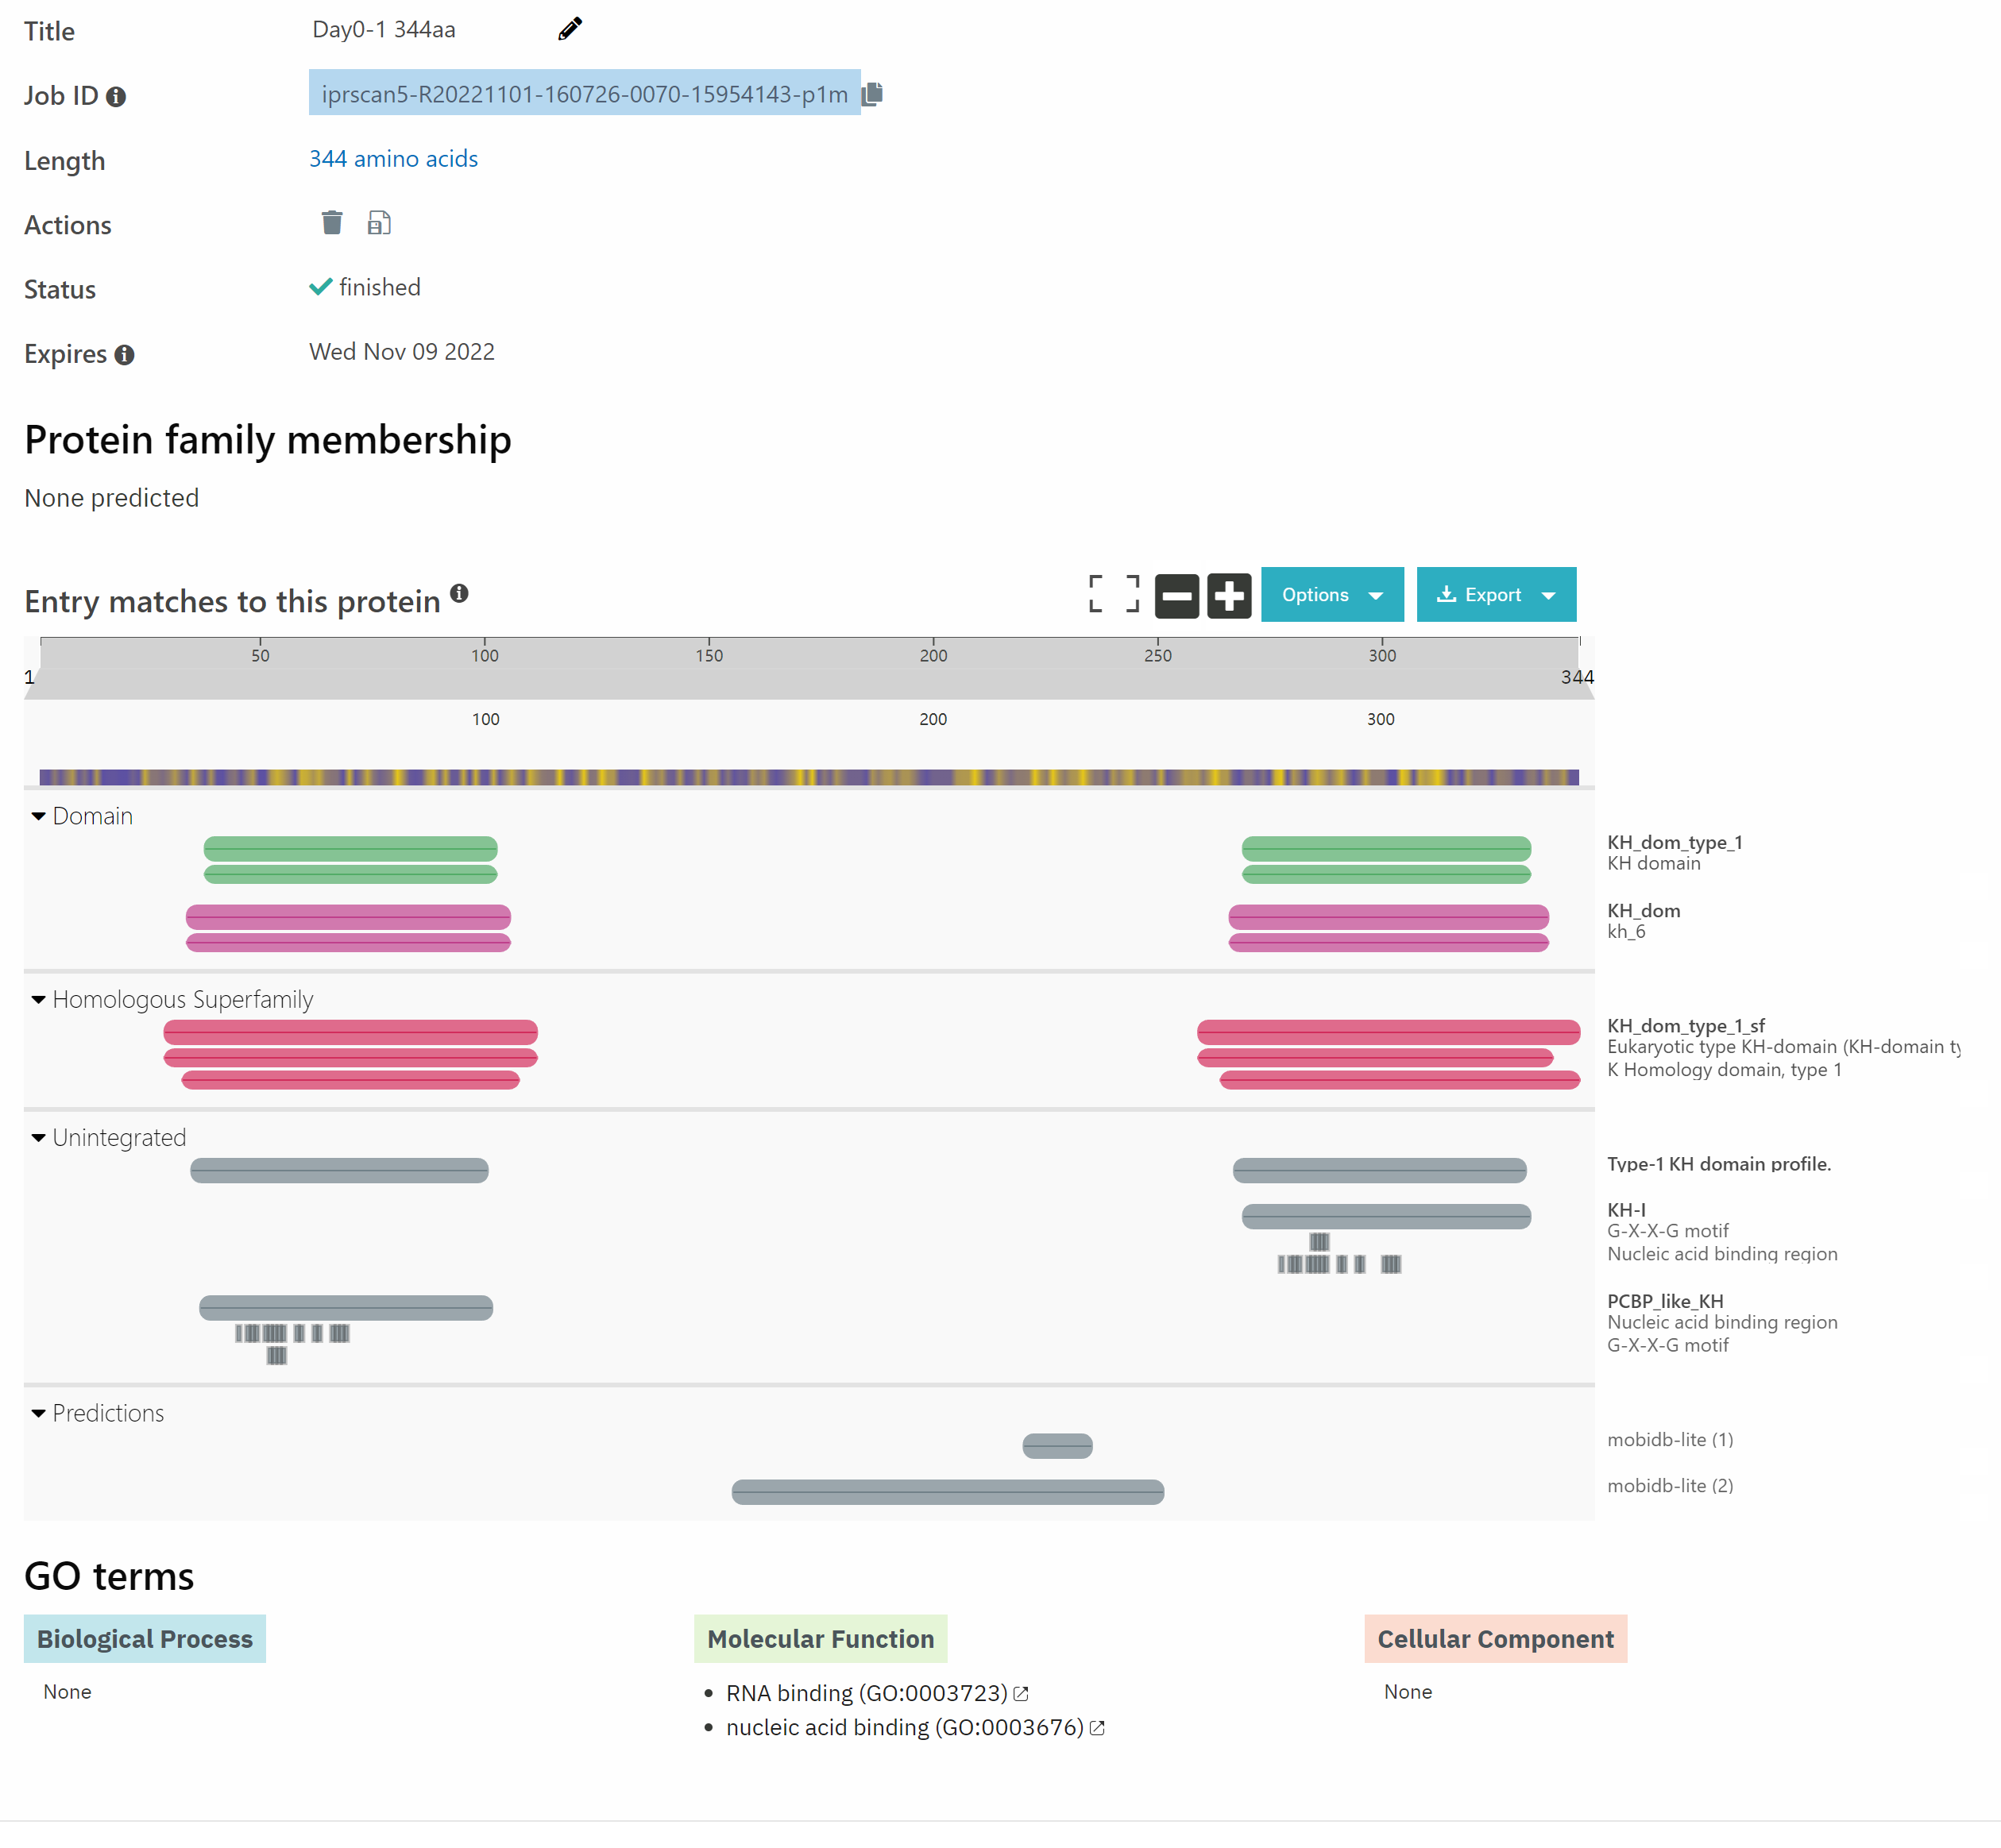 Title Day0-1 344aa
Job ID iprscan5-R20221101-160726-0070-15954143-p1m
Length 344 amino acids
Actions
Status finished
Expires Wed Nov 09 2022
Protein family membership
None predicted
Entry matches to this protein
Options
Export
50 100 150 200 250 300
1 344
100 200 300
Domain
KH_dom_type_1
KH domain
KH_dom
kh_6
Homologous Superfamily
KH_dom_type_1_sf
Eukaryotic type KH-domain (KH-domain ty
K Homology domain, type 1
Unintegrated
Type-1 KH domain profile.
KH-I
G-X-X-G motif
Nucleic acid binding region
PCBP_like_KH
Nucleic acid binding region
G-X-X-G motif
Predictions
mobidb-lite (1)
mobidb-lite (2)
GO terms
Biological Process Molecular Function Cellular Component
None
RNA binding (GO:0003723)
nucleic acid binding (GO:0003676)
None